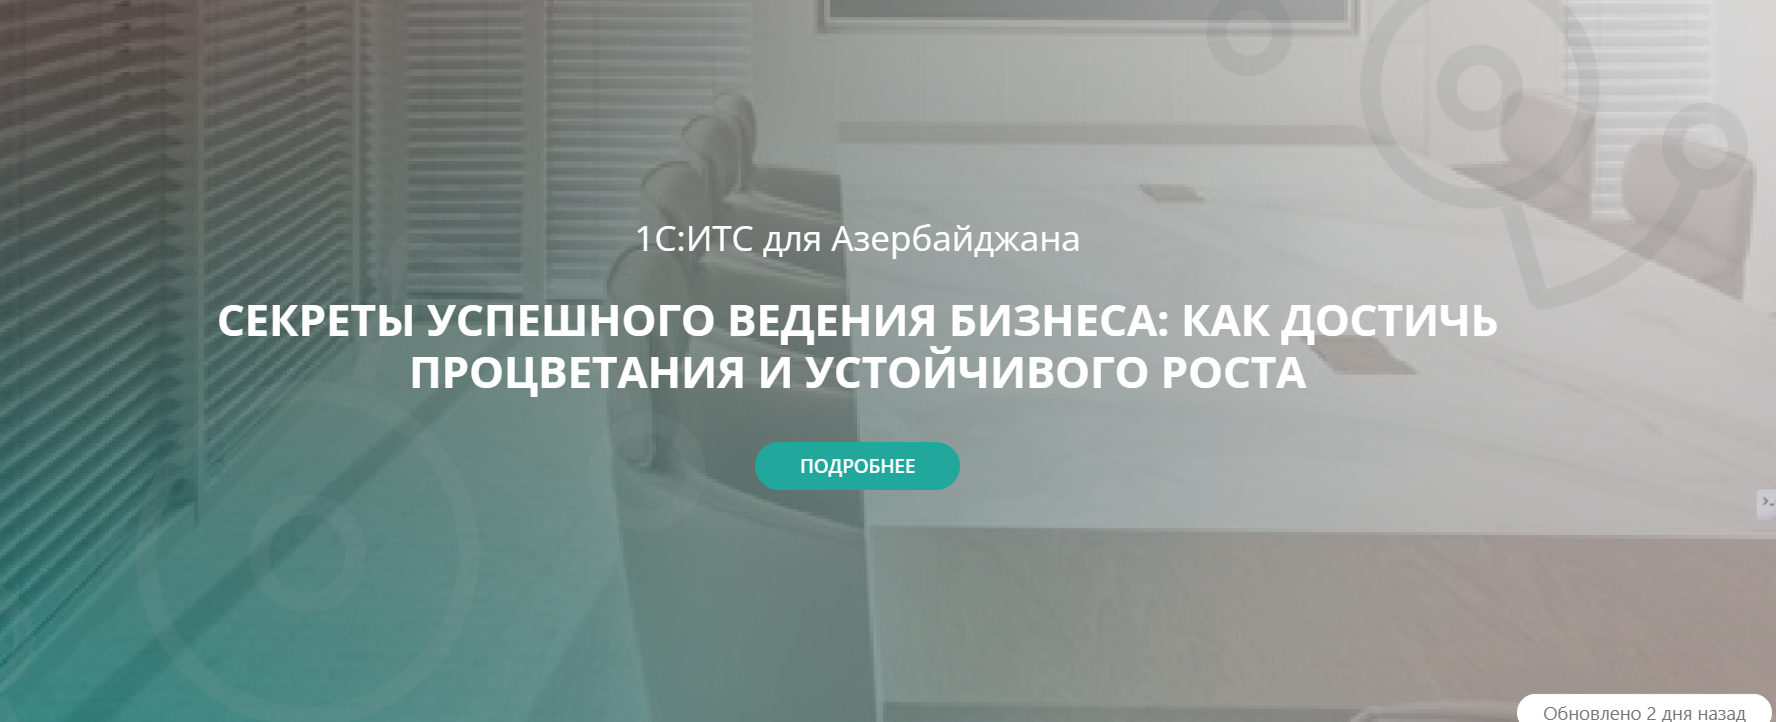 1С:ИТС для Азербайджана
СЕКРЕТЫ УСПЕШНОГО ВЕДЕНИЯ БИЗНЕСА: КАК ДОСТИЧЬ
ПРОЦВЕТАНИЯ И УСТОЙЧИВОГО РОСТА
ПОДРОБНЕЕ
Обновлено 2 дня назад